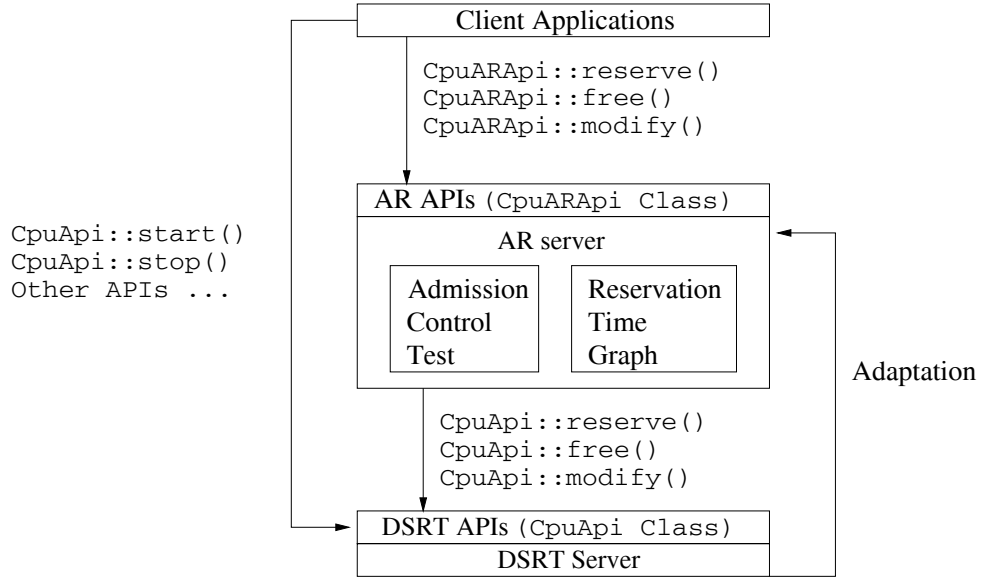 Client Applications
CpuARApi::reserve()
CpuARApi::free()
CpuARApi::modify()
AR APIs (CpuARApi Class)
AR server
CpuApi::start()
CpuApi::stop()
Other APIs ...
Admission
Control
Test
Reservation
Time
Graph
Adaptation
CpuApi::reserve()
CpuApi::free()
CpuApi::modify()
DSRT APIs (CpuApi Class)
DSRT Server